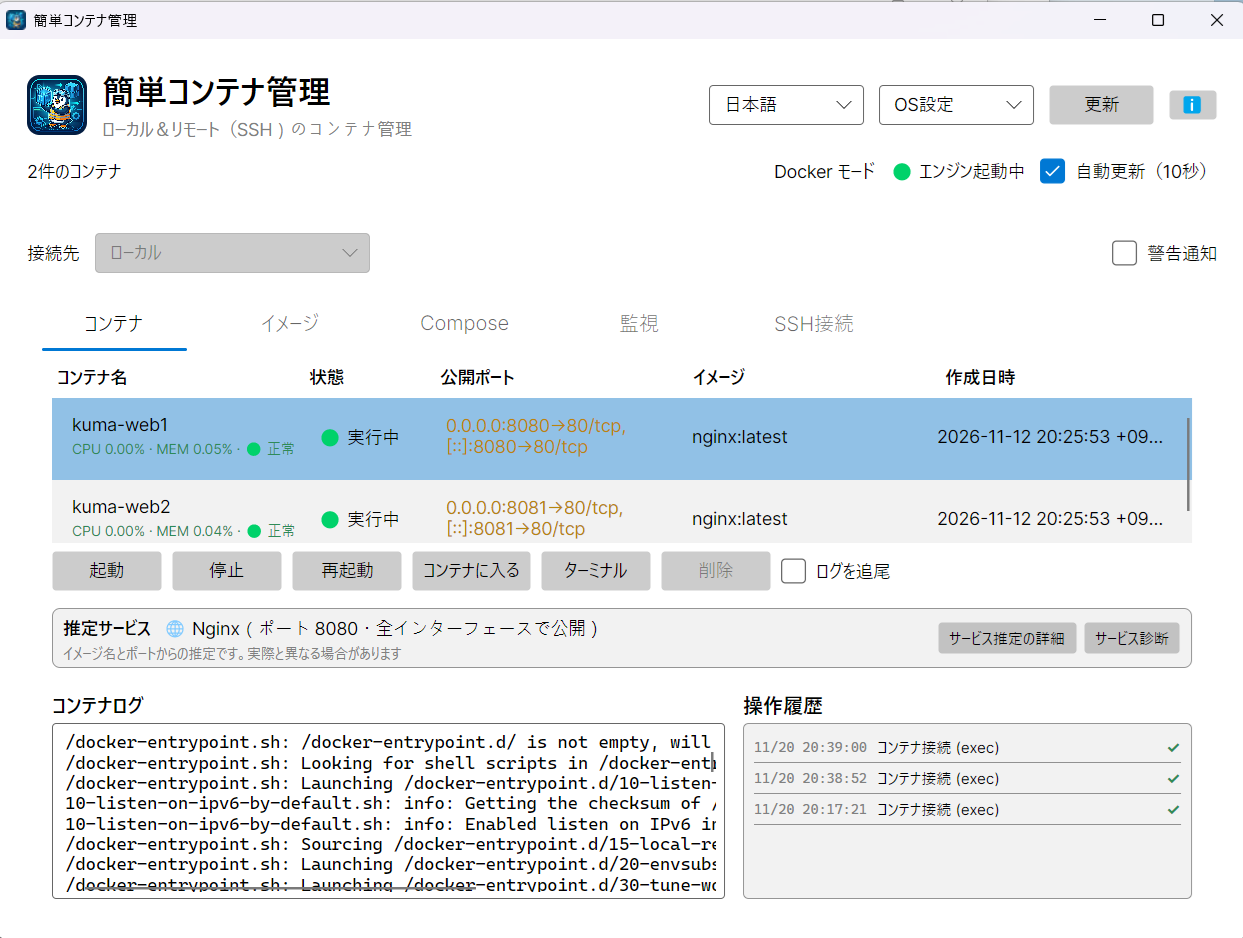 簡単コンテナ管理
簡単コンテナ管理
ローカル＆リモート（SSH）のコンテナ管理
日本語
OS設定
更新
2件のコンテナ
Docker モード
エンジン起動中
自動更新（10秒）
接続先
ローカル
警告通知
コンテナ
イメージ
Compose
監視
SSH接続
コンテナ名
状態
公開ポート
イメージ
作成日時
kuma-web1
CPU 0.00% · MEM 0.05% · 正常
実行中
0.0.0.0:8080→80/tcp,
[::]:8080→80/tcp
nginx:latest
2026-11-12 20:25:53 +09...
kuma-web2
CPU 0.00% · MEM 0.04% · 正常
実行中
0.0.0.0:8081→80/tcp,
[::]:8081→80/tcp
nginx:latest
2026-11-12 20:25:53 +09...
起動
停止
再起動
コンテナに入る
ターミナル
削除
ログを追尾
推定サービス
Nginx（ポート 8080・全インターフェースで公開）
イメージ名とポートからの推定です。実際と異なる場合があります
サービス推定の詳細
サービス診断
コンテナログ
/docker-entrypoint.sh: /docker-entrypoint.d/ is not empty, will
/docker-entrypoint.sh: Looking for shell scripts in /docker-ent
/docker-entrypoint.sh: Launching /docker-entrypoint.d/10-listen-
10-listen-on-ipv6-by-default.sh: info: Getting the checksum of /
10-listen-on-ipv6-by-default.sh: info: Enabled listen on IPv6 i
/docker-entrypoint.sh: Sourcing /docker-entrypoint.d/15-local-re
/docker-entrypoint.sh: Launching /docker-entrypoint.d/20-envsubs
/docker-entrypoint.sh: Launching /docker-entrypoint.d/30-tune-wo
操作履歴
11/20 20:39:00 コンテナ接続 (exec)
11/20 20:38:52 コンテナ接続 (exec)
11/20 20:17:21 コンテナ接続 (exec)